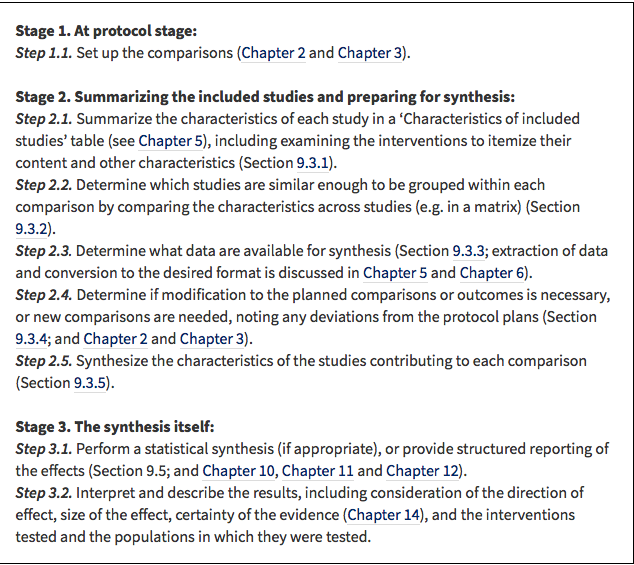 Stage 1. At protocol stage:
Step 1.1. Set up the comparisons (Chapter 2 and Chapter 3).
Stage 2. Summarizing the included studies and preparing for synthesis:
Step 2.1. Summarize the characteristics of each study in a ‘Characteristics of included
studies’ table (see Chapter 5), including examining the interventions to itemize their
content and other characteristics (Section 9.3.1).
Step 2.2. Determine which studies are similar enough to be grouped within each
comparison by comparing the characteristics across studies (e.g. in a matrix) (Section
9.3.2).
Step 2.3. Determine what data are available for synthesis (Section 9.3.3; extraction of data
and conversion to the desired format is discussed in Chapter 5 and Chapter 6).
Step 2.4. Determine if modification to the planned comparisons or outcomes is necessary,
or new comparisons are needed, noting any deviations from the protocol plans (Section
9.3.4; and Chapter 2 and Chapter 3).
Step 2.5. Synthesize the characteristics of the studies contributing to each comparison
(Section 9.3.5).
Stage 3. The synthesis itself:
Step 3.1. Perform a statistical synthesis (if appropriate), or provide structured reporting of
the effects (Section 9.5; and Chapter 10, Chapter 11 and Chapter 12).
Step 3.2. Interpret and describe the results, including consideration of the direction of
effect, size of the effect, certainty of the evidence (Chapter 14), and the interventions
tested and the populations in which they were tested.